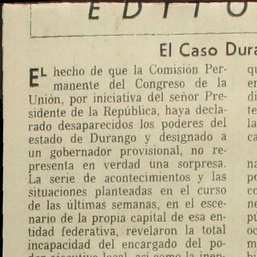 EDITO
El Caso Dura
EL hecho de que la Comisión Per-
manente del Congreso de la
Unión, por iniciativa del señor Pre-
sidente de la República, haya decla-
rado desaparecidos los poderes del
estado de Durango y designado a
un gobernador provisional, no re-
presenta en verdad una sorpresa.
La serie de acontecimientos y las
situaciones planteadas en el curso
de las últimas semanas, en el esce-
nario de la propia capital de esa en-
tidad federativa, revelaron la total
incapacidad del encargado del po-